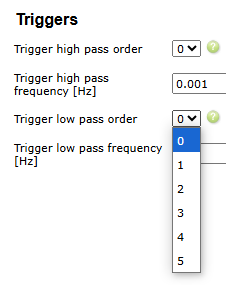 Triggers
Trigger high pass order 0 ?
Trigger high pass
frequency [Hz] 0.001
Trigger low pass order 0 ?
Trigger low pass frequency
[Hz]
0
1
2
3
4
5